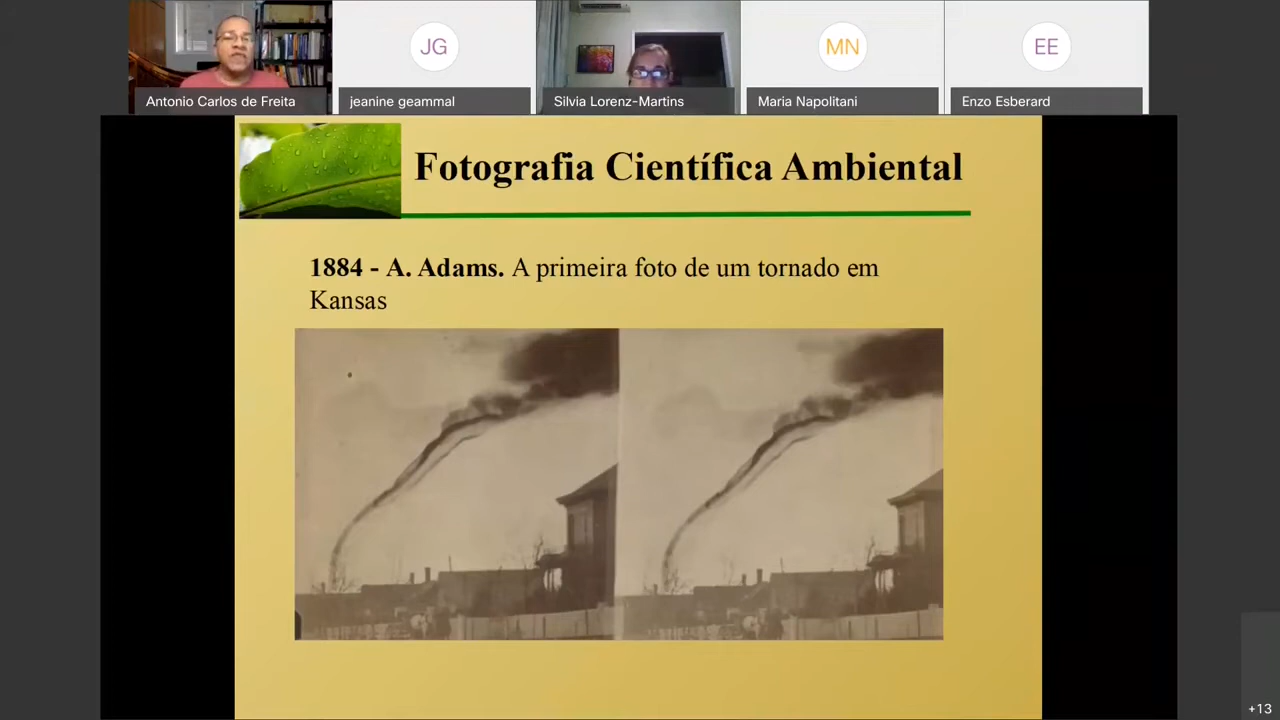 JG
MN
EE
Antonio Carlos de Freita
jeanine geammal
Silvia Lorenz-Martins
Maria Napolitani
Enzo Esberard
Fotografia Científica Ambiental
1884 - A. Adams. A primeira foto de um tornado em
Kansas
+13